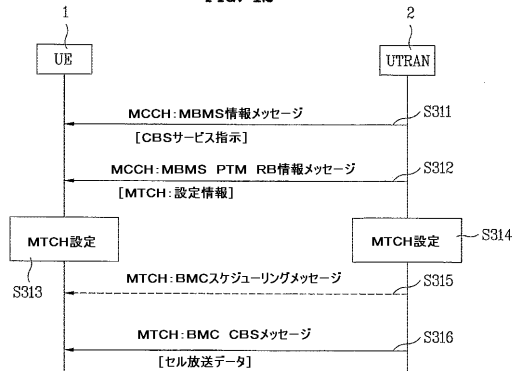 1
2
UE
UTRAN
MCCH:MBMS情報メッセージ
S311
[CBSサービス指示]
MCCH:MBMS PTM RB情報メッセージ
S312
[MTCH:設定情報]
MTCH設定
MTCH設定
S314
S313
MTCH:BMCスケジューリングメッセージ
S315
MTCH:BMC CBSメッセージ
S316
[セル放送データ]